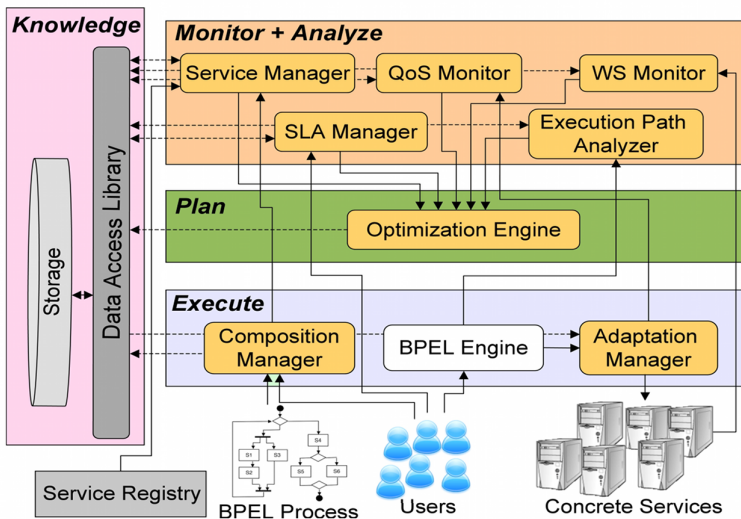 Knowledge
Monitor + Analyze
Service Manager
QoS Monitor
WS Monitor
SLA Manager
Execution Path
Analyzer
Data Access Library
Storage
Plan
Optimization Engine
Execute
Composition
Manager
BPEL Engine
Adaptation
Manager
S1
S3
S4
S2
S5
S6
Service Registry
BPEL Process
Users
Concrete Services